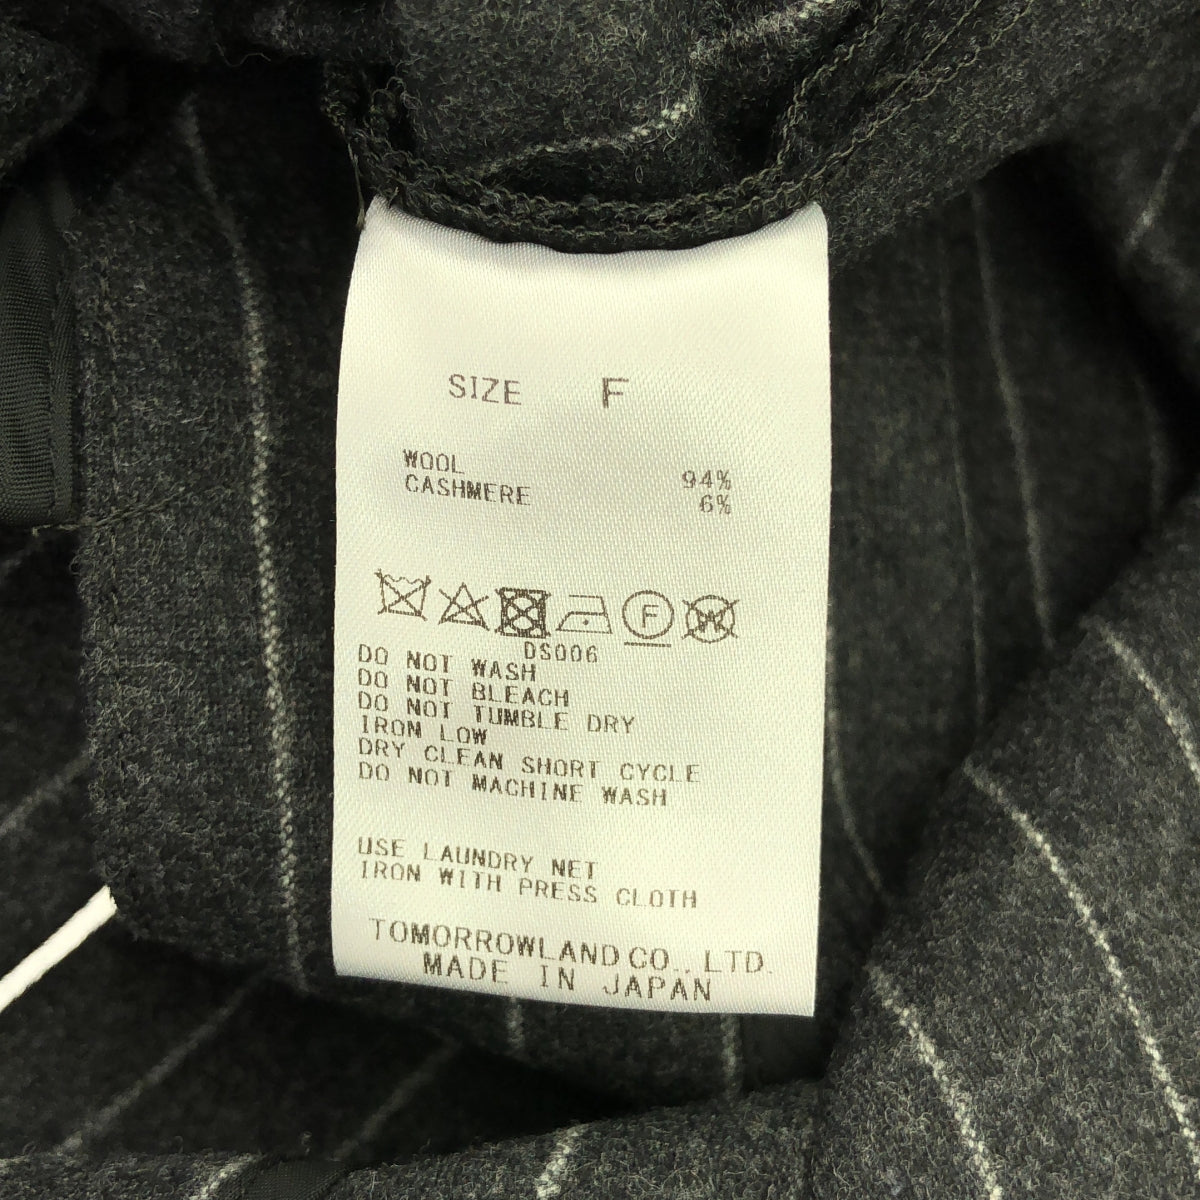 SIZE F
WOOL 94%
CASHMERE 6%
F W
DS006
DO NOT WASH
DO NOT BLEACH
DO NOT TUMBLE DRY
IRON LOW
DRY CLEAN SHORT CYCLE
DO NOT MACHINE WASH
USE LAUNDRY NET
IRON WITH PRESS CLOTH
TOMORROWLAND CO., LTD.
MADE IN JAPAN